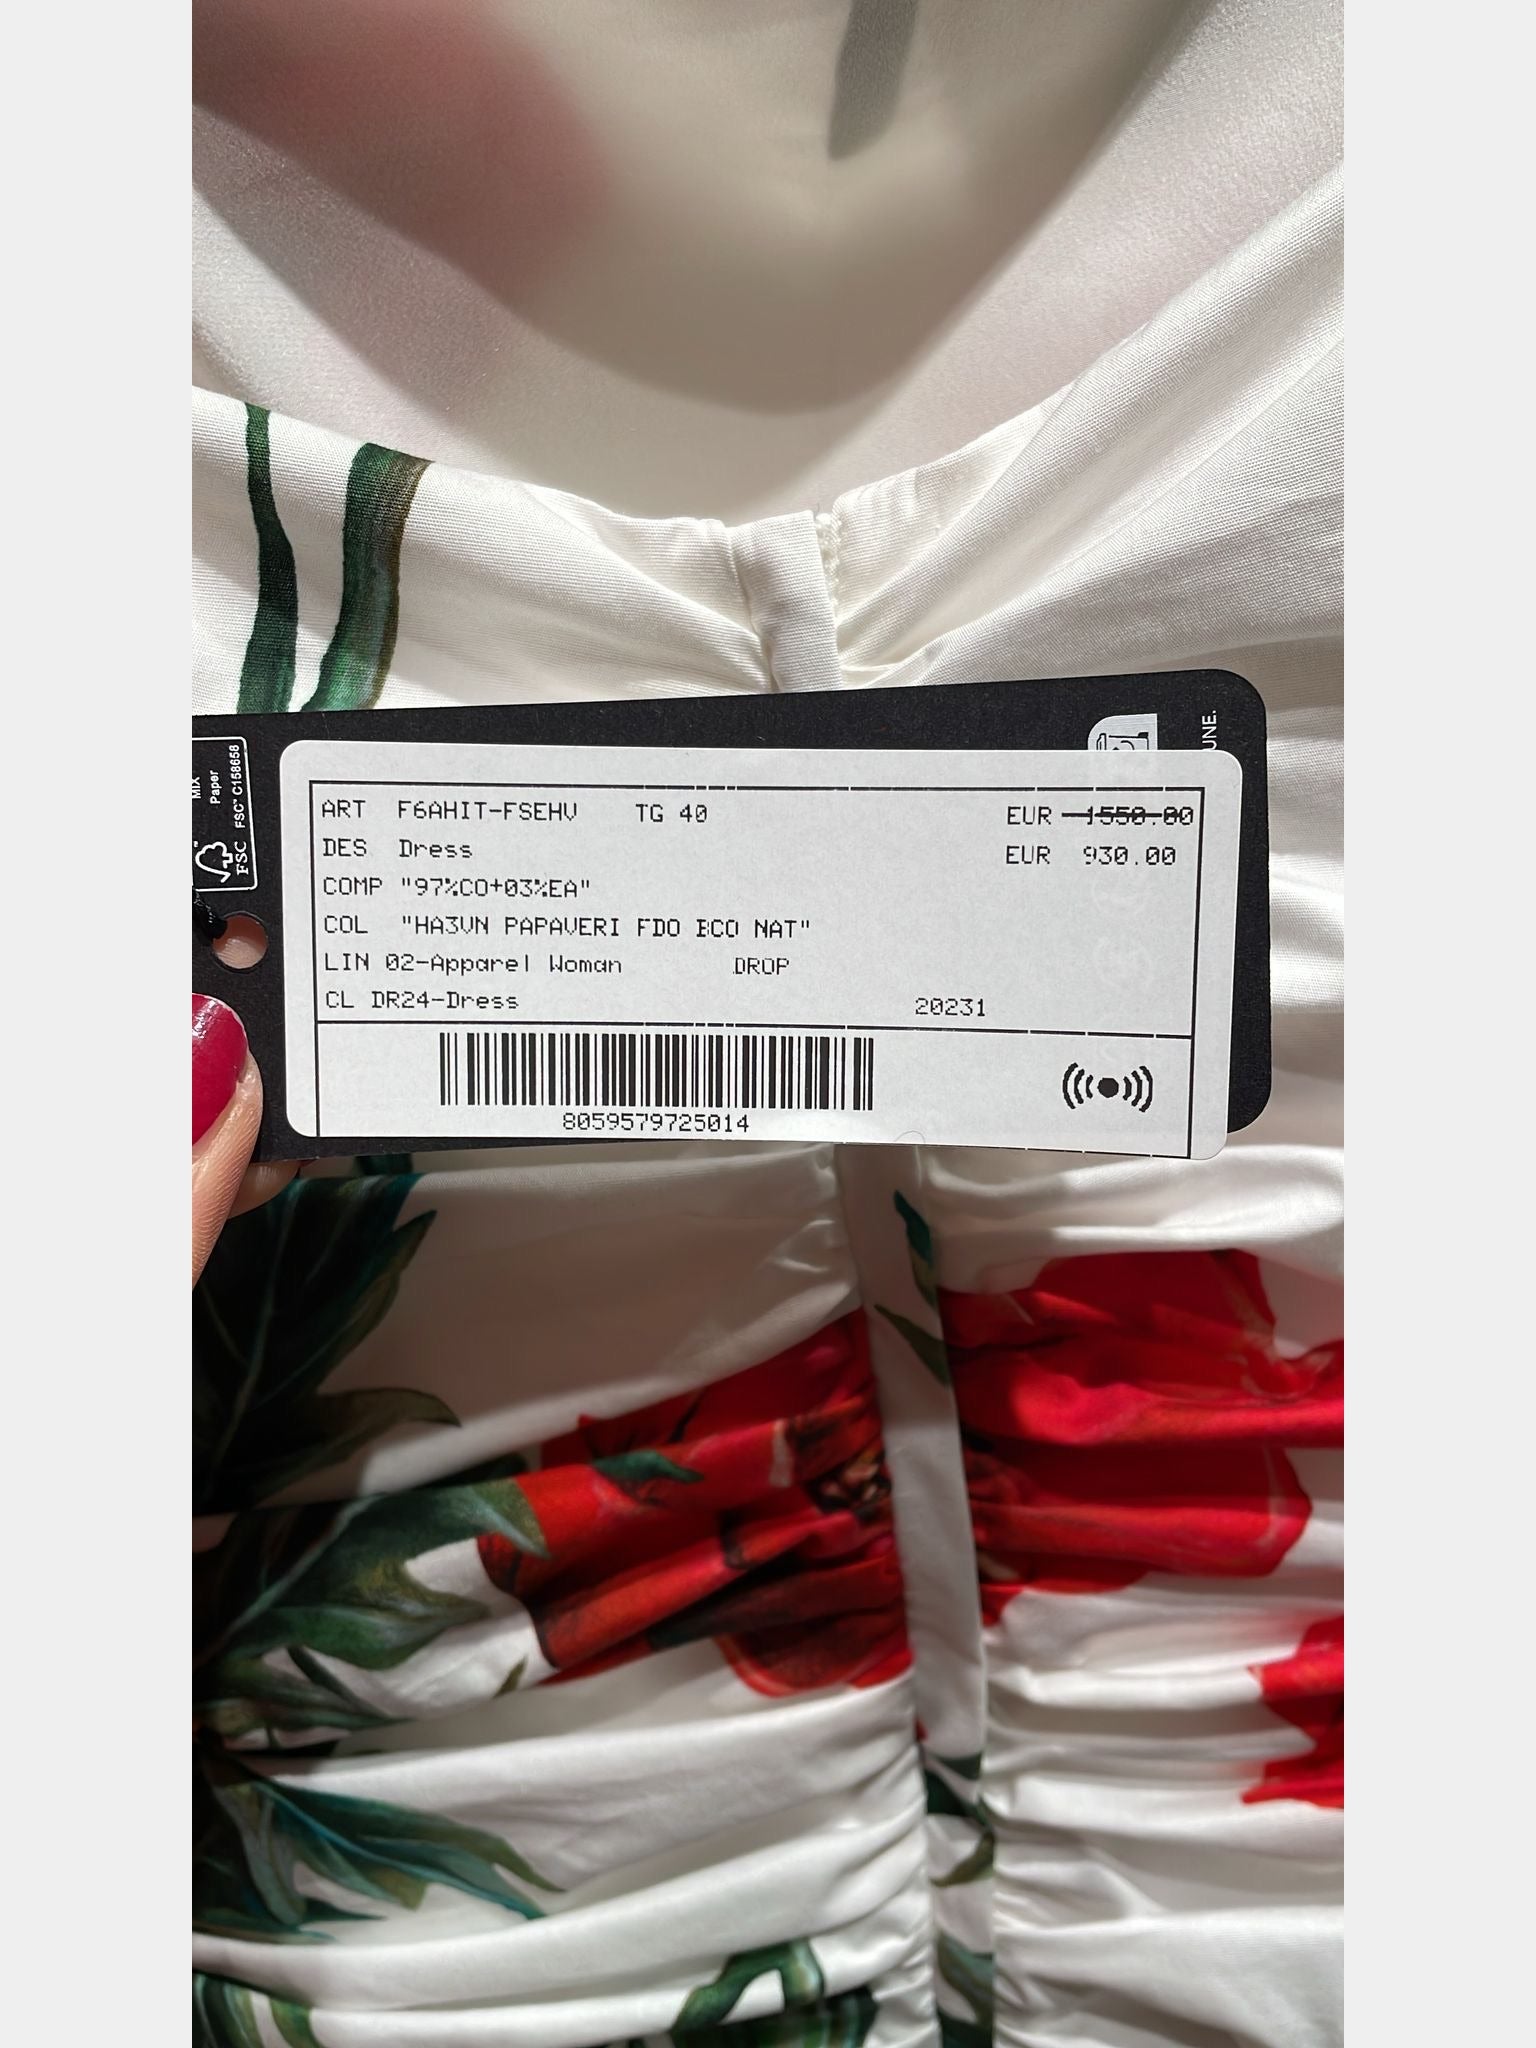 UNE.
MIX
Paper
FSC™ C158658
FSC
ART F6AHIT-FSEHV TG 40 EUR 1550.00
DES Dress EUR 930.00
COMP "97%CO+03%EA"
COL "HA3VN PAPAVERI FDO BCO NAT"
LIN 02-Apparel Woman DROP
CL DR24-Dress 20231
8059579725014